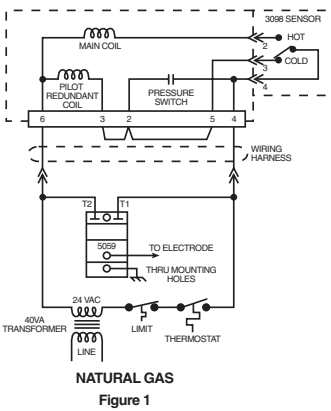 3098 SENSOR
HOT
MAIN COIL
2
COLD
3
PILOT
REDUNDANT
COIL
PRESSURE
SWITCH
4
6 3 2 5 4
WIRING
HARNESS
T2 T1
5059
TO ELECTRODE
THRU MOUNTING
HOLES
24 VAC
40VA
TRANSFORMER
LIMIT
THERMOSTAT
LINE
NATURAL GAS
Figure 1